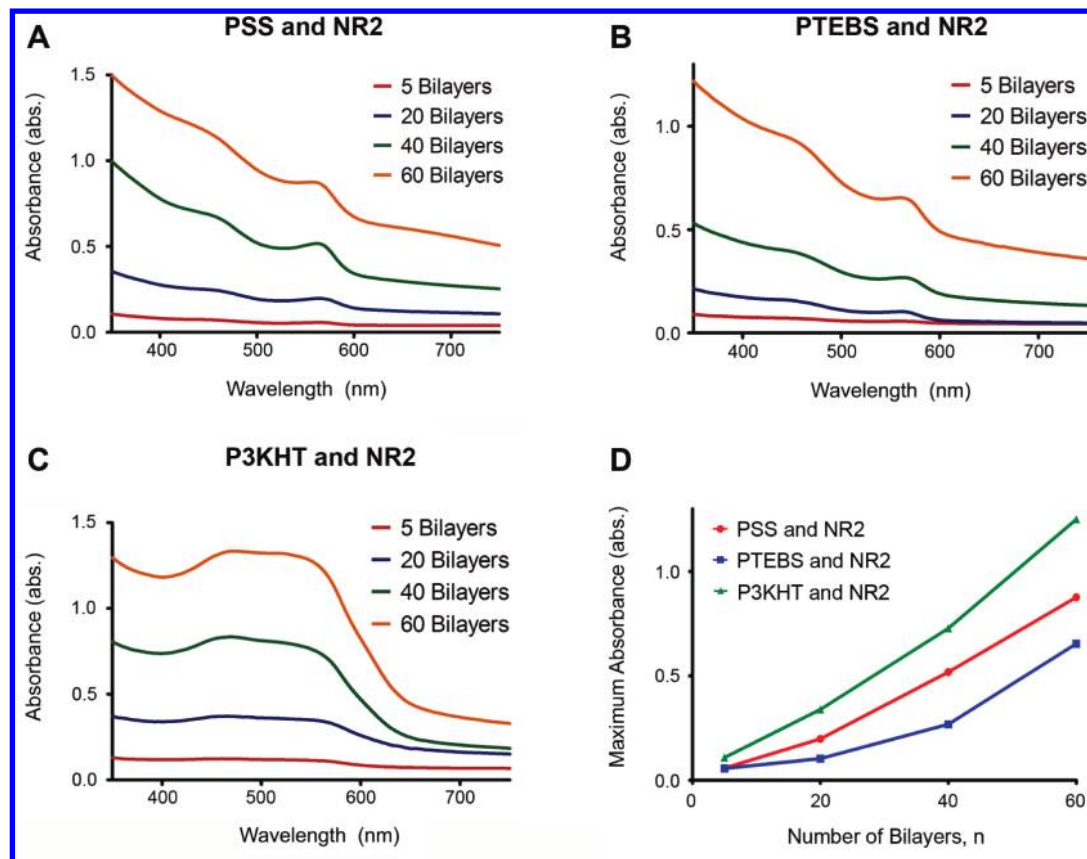 A
PSS and NR2
Absorbance (abs.)
1.5
1.0
0.5
0.0
5 Bilayers
20 Bilayers
40 Bilayers
60 Bilayers
400 500 600 700
Wavelength (nm)
B
PTEBS and NR2
Absorbance (abs.)
1.0
0.5
0.0
5 Bilayers
20 Bilayers
40 Bilayers
60 Bilayers
400 500 600 700
Wavelength (nm)
C
P3KHT and NR2
Absorbance (abs.)
1.5
1.0
0.5
0.0
5 Bilayers
20 Bilayers
40 Bilayers
60 Bilayers
400 500 600 700
Wavelength (nm)
D
Maximum Absorbance (abs.)
1.0
0.5
0.0
PSS and NR2
PTEBS and NR2
P3KHT and NR2
0 20 40 60
Number of Bilayers, n